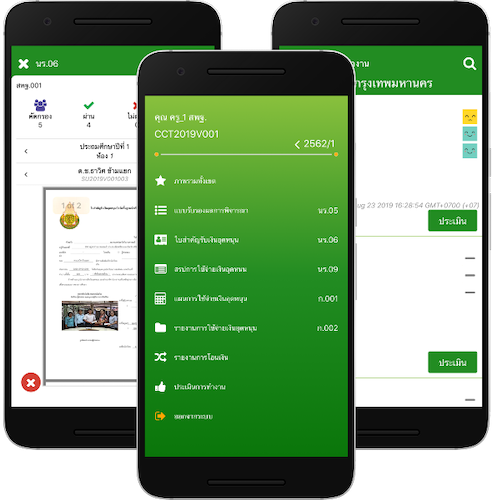 นร.06
สพฐ.001
คัดกรอง
5
ผ่าน
4
ประถมศึกษาปีที่ 1
ห้อง 1
ด.ช.ธาวิศ ข้ามแยก
SU2019V001003
1 of 2
คุณ ครู 1 สพฐ.
CCT2019V001
2562/1
ภาพรวมทั้งหมด
แบบรับรองผลการพิจารณา นร.05
ใบสำคัญรับเงินอุดหนุน นร.06
สรุปการใช้จ่ายเงินอุดหนุน นร.09
แผนการใช้จ่ายเงินอุดหนุน ก.001
รายงานการใช้จ่ายเงินอุดหนุน ก.002
รายงานการโอนเงิน
ประเมินการทำงาน
ออกจากระบบ
กรุงเทพมหานคร
ug 23 2019 16:28:54 GMT+0700 (+07)
ประเมิน
ประเมิน